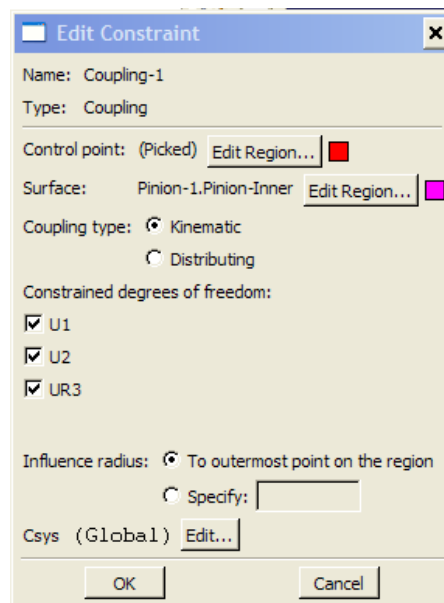 Edit Constraint
Name: Coupling-1
Type: Coupling
Control point: (Picked) Edit Region...
Surface: Pinion-1.Pinion-Inner Edit Region...
Coupling type: Kinematic
Distributing
Constrained degrees of freedom:
U1
U2
UR3
Influence radius: To outermost point on the region
Specify:
Csys (Global) Edit...
OK Cancel